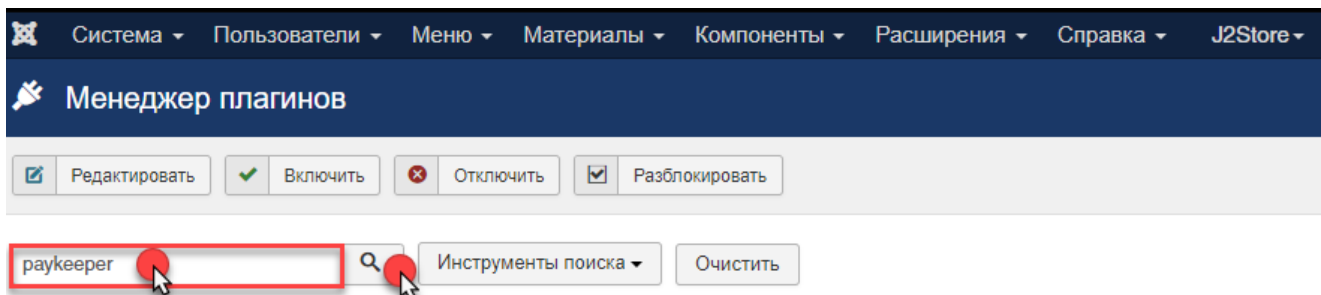 Система Пользователи Меню Материалы Компоненты Расширения Справка J2Store
Менеджер плагинов
Редактировать Включить Отключить Разблокировать
paykeeper Инструменты поиска Очистить